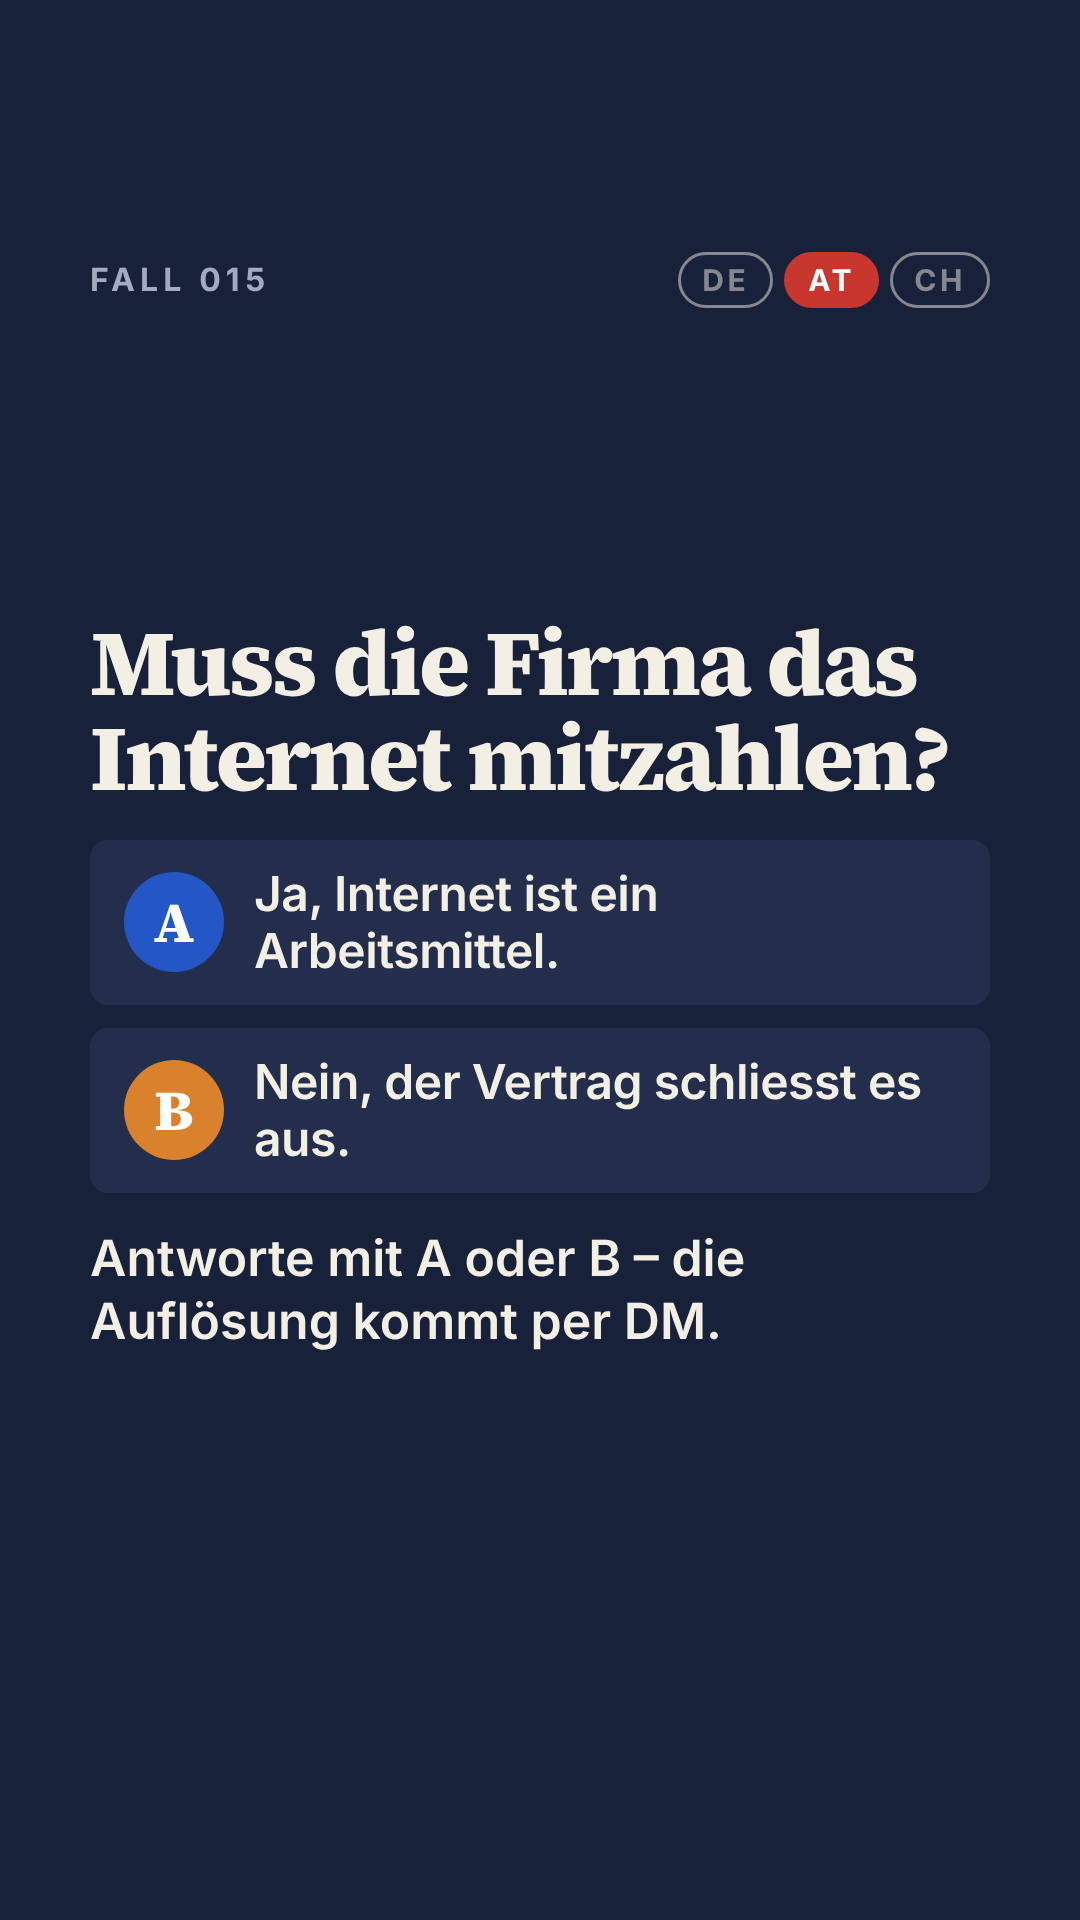 FALL 015
DE AT CH
Muss die Firma das
Internet mitzahlen?
A
Ja, Internet ist ein
Arbeitsmittel.
B
Nein, der Vertrag schliesst es
aus.
Antworte mit A oder B – die
Auflösung kommt per DM.